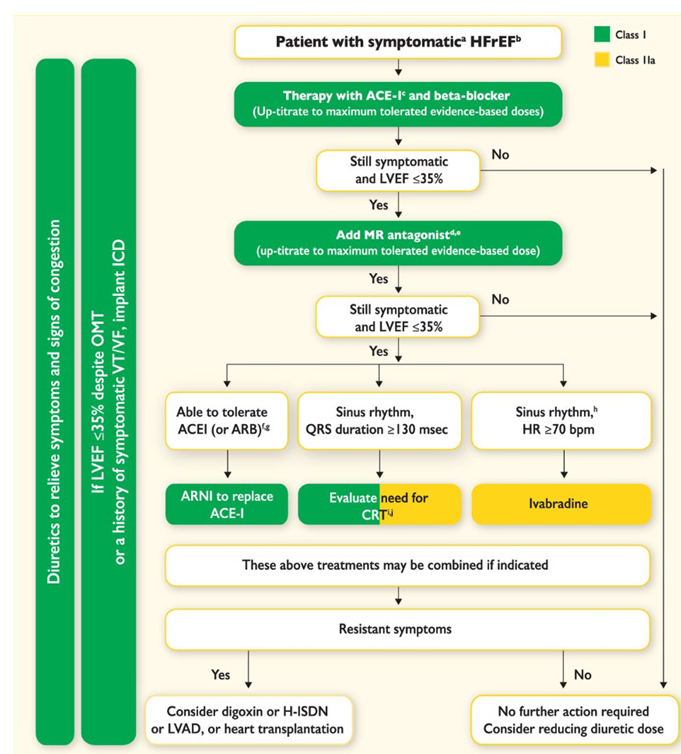 Class I
Class IIa
Patient with symptomaticᵃ HFrEFᵇ
Therapy with ACE-Iᶜ and beta-blocker
(Up-titrate to maximum tolerated evidence-based doses)
Still symptomatic
and LVEF ≤35%
No
Yes
Add MR antagonistᵈ,ᵉ
(up-titrate to maximum tolerated evidence-based dose)
Yes
Still symptomatic
and LVEF ≤35%
No
Yes
Able to tolerate
ACEI (or ARB)ᶠ,ᵍ
Sinus rhythm,
QRS duration ≥130 msec
Sinus rhythm,ʰ
HR ≥70 bpm
ARNI to replace
ACE-I
Evaluate need for
CRTⁱ,ʲ
Ivabradine
These above treatments may be combined if indicated
Resistant symptoms
Yes
No
Consider digoxin or H-ISDN
or LVAD, or heart transplantation
No further action required
Consider reducing diuretic dose
Diuretics to relieve symptoms and signs of congestion
If LVEF ≤35% despite OMT
or a history of symptomatic VT/VF, implant ICD